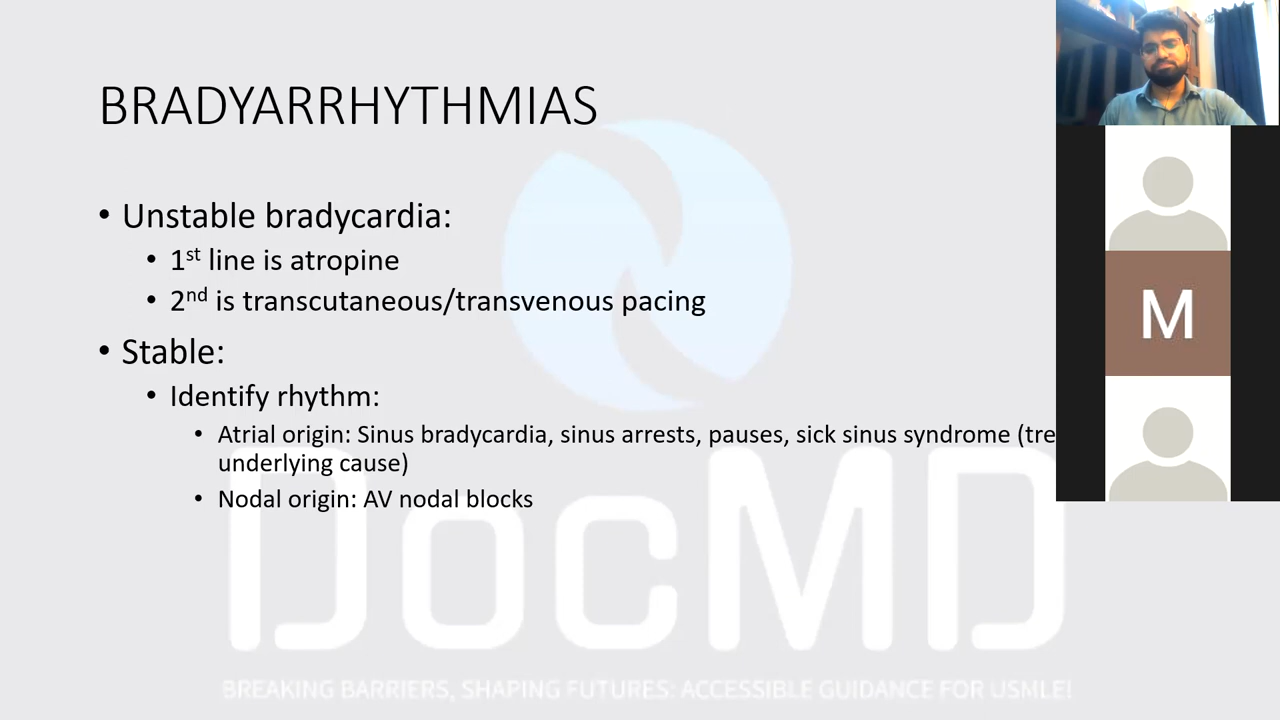 BRADYARRHYTHMIAS
• Unstable bradycardia:
• 1st line is atropine
• 2nd is transcutaneous/transvenous pacing
• Stable:
• Identify rhythm:
• Atrial origin: Sinus bradycardia, sinus arrests, pauses, sick sinus syndrome (tre
underlying cause)
• Nodal origin: AV nodal blocks
M
DocMD
BREAKING BARRIERS, SHAPING FUTURES: ACCESSIBLE GUIDANCE FOR USMLE!